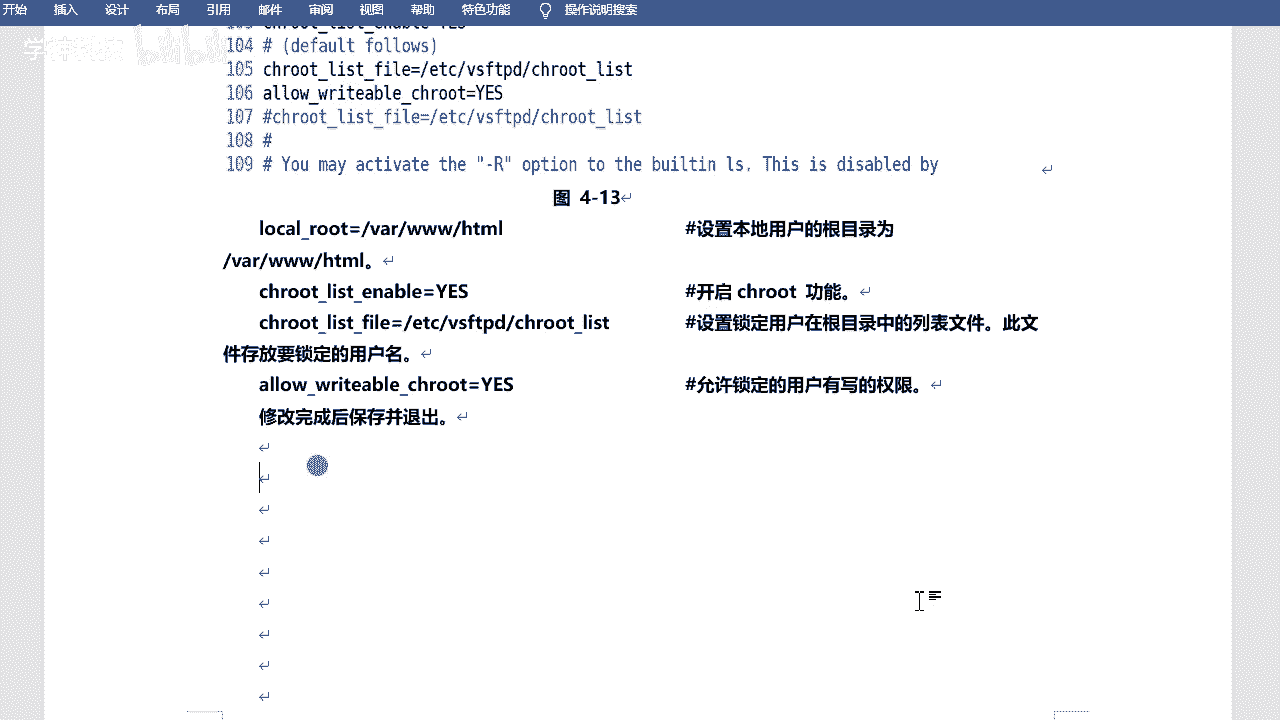 开始 插入 设计 布局 引用 邮件 审阅 视图 帮助 特色功能 操作说明搜索
103 chroot_list_enable=YES
104 # (default follows)
105 chroot_list_file=/etc/vsftpd/chroot_list
106 allow_writeable_chroot=YES
107 #chroot_list_file=/etc/vsftpd/chroot_list
108 #
109 # You may activate the "-R" option to the builtin ls. This is disabled by
图 4-13
local_root=/var/www/html #设置本地用户的根目录为
/var/www/html。
chroot_list_enable=YES #开启 chroot 功能。
chroot_list_file=/etc/vsftpd/chroot_list #设置锁定用户在根目录中的列表文件。此文
件存放要锁定的用户名。
allow_writeable_chroot=YES #允许锁定的用户有写的权限。
修改完成后保存并退出。